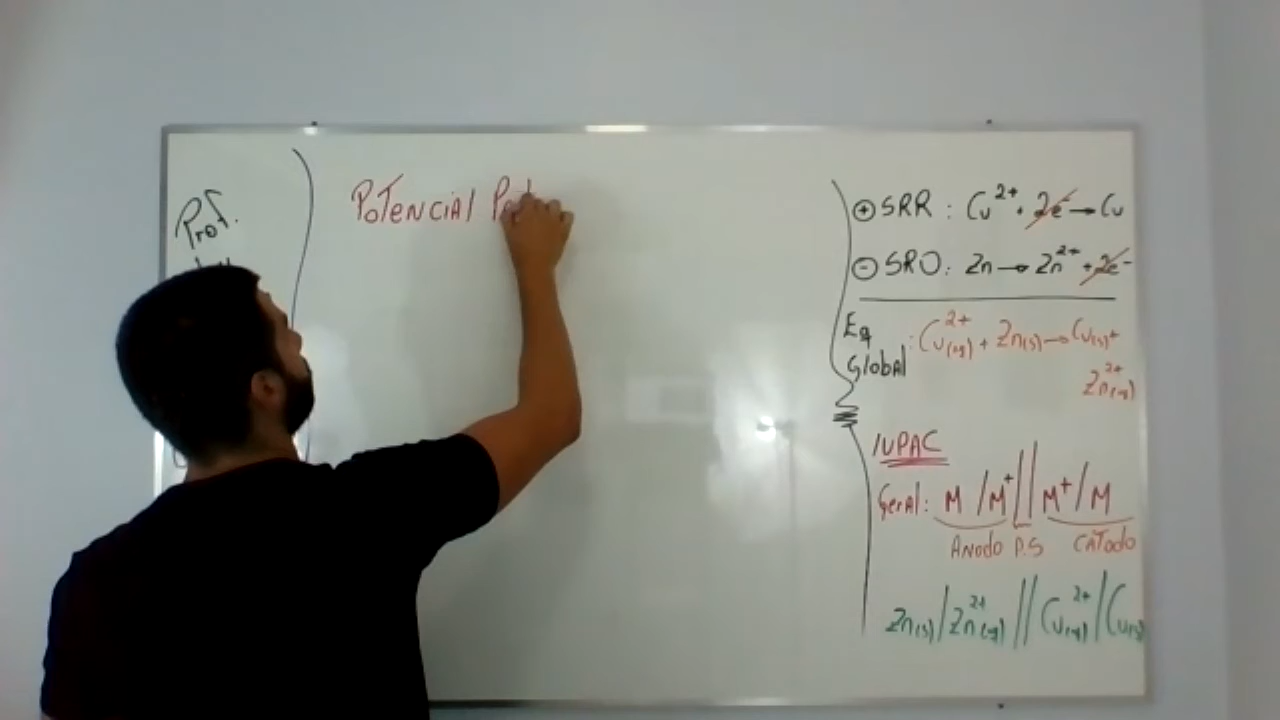 Prof.
Potencial
⊕ SRR : Cu²⁺ + 2e⁻ → Cu
⊖ SRO : Zn → Zn²⁺ + 2e⁻
Eq Global : Cu²⁺(aq) + Zn(s) → Cu(s) +
Zn²⁺(aq)
IUPAC
Geral: M / M⁺ // M⁺ / M
Anodo P.S Catodo
Zn(s) / Zn²⁺(aq) // Cu²⁺(aq) / Cu(s)